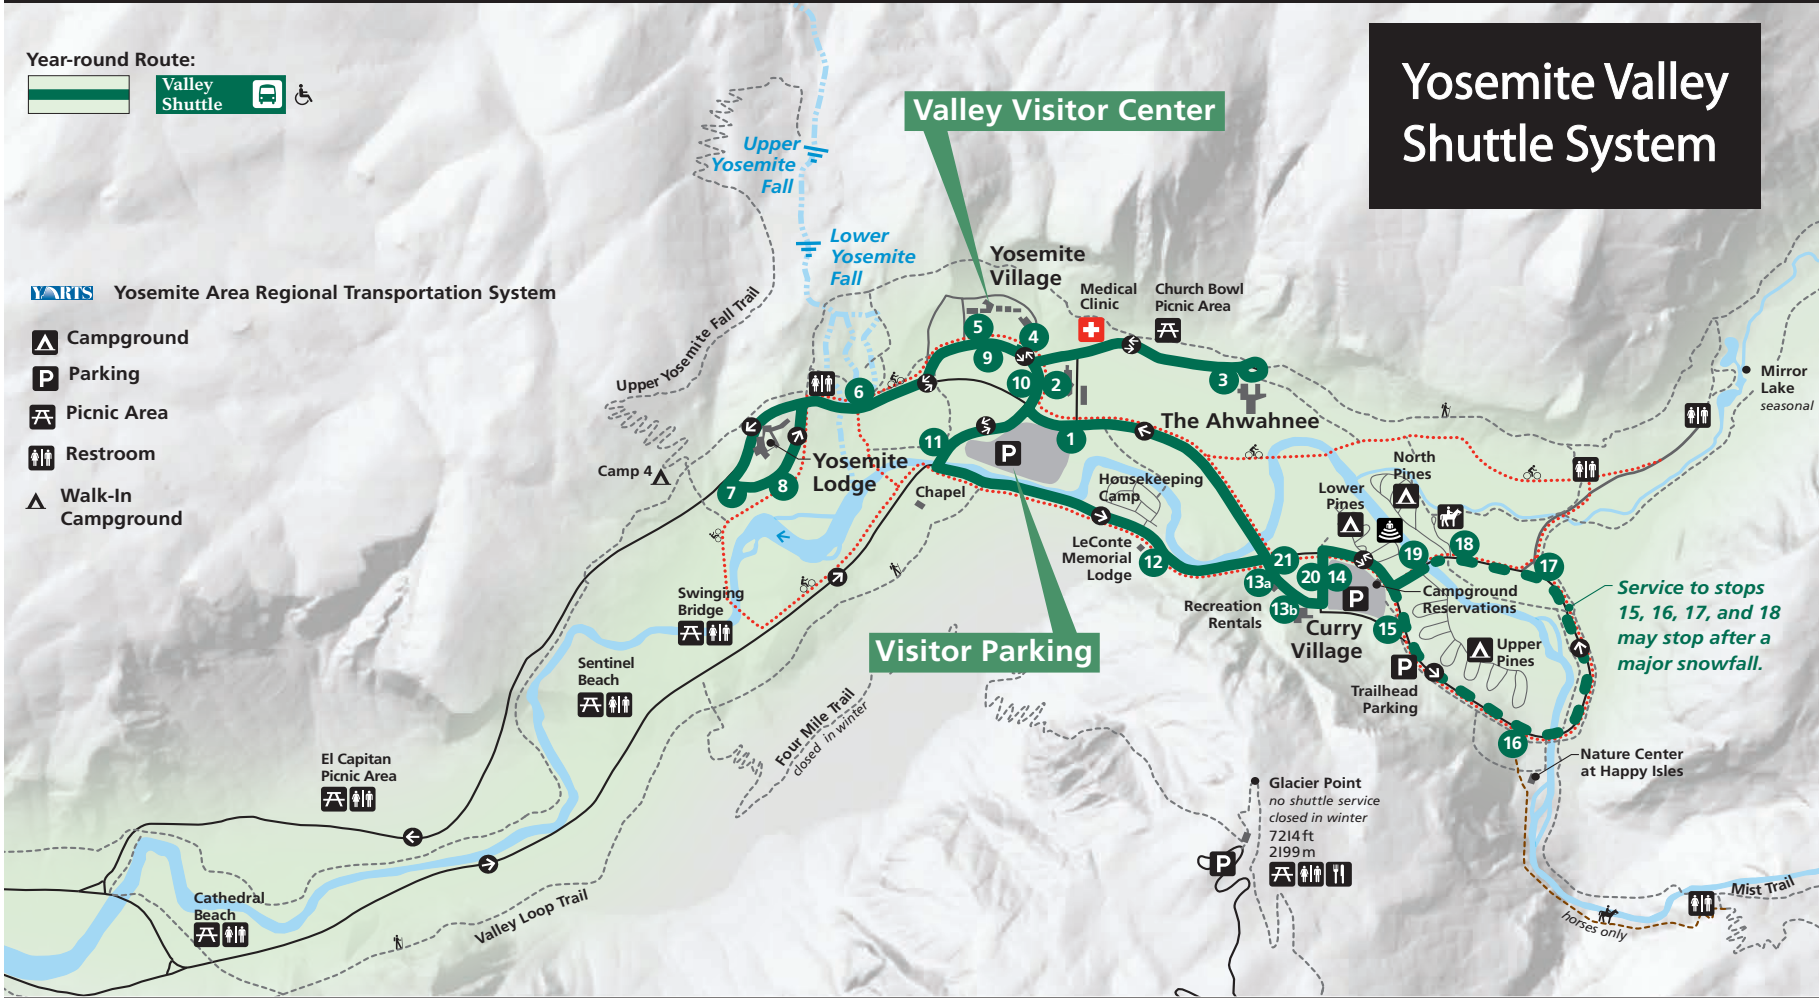 Year-round Route:
Valley
Shuttle
Yosemite Valley
Shuttle System
Valley Visitor Center
Upper
Yosemite
Fall
Lower
Yosemite
Fall
Yosemite
Village
YARTS Yosemite Area Regional Transportation System
Campground
P Parking
Picnic Area
Restroom
Walk-In
Campground
Medical
Clinic
Church Bowl
Picnic Area
Upper Yosemite Fall Trail
5
4
9
10
2
3
6
11
1
P
The Ahwahnee
Mirror
Lake
seasonal
Camp 4
Yosemite
Lodge
7
8
Chapel
Housekeeping
Camp
North
Pines
Lower
Pines
LeConte
Memorial
Lodge
12
21
13a
20
14
13b
P
19
18
17
Campground
Reservations
Recreation
Rentals
Curry
Village
15
P
Trailhead
Parking
Upper
Pines
16
Service to stops
15, 16, 17, and 18
may stop after a
major snowfall.
Swinging
Bridge
Visitor Parking
Sentinel
Beach
Four Mile Trail
closed in winter
El Capitan
Picnic Area
Nature Center
at Happy Isles
Glacier Point
no shuttle service
closed in winter
7214 ft
2199 m
P
Cathedral
Beach
Valley Loop Trail
Mist Trail
horses only